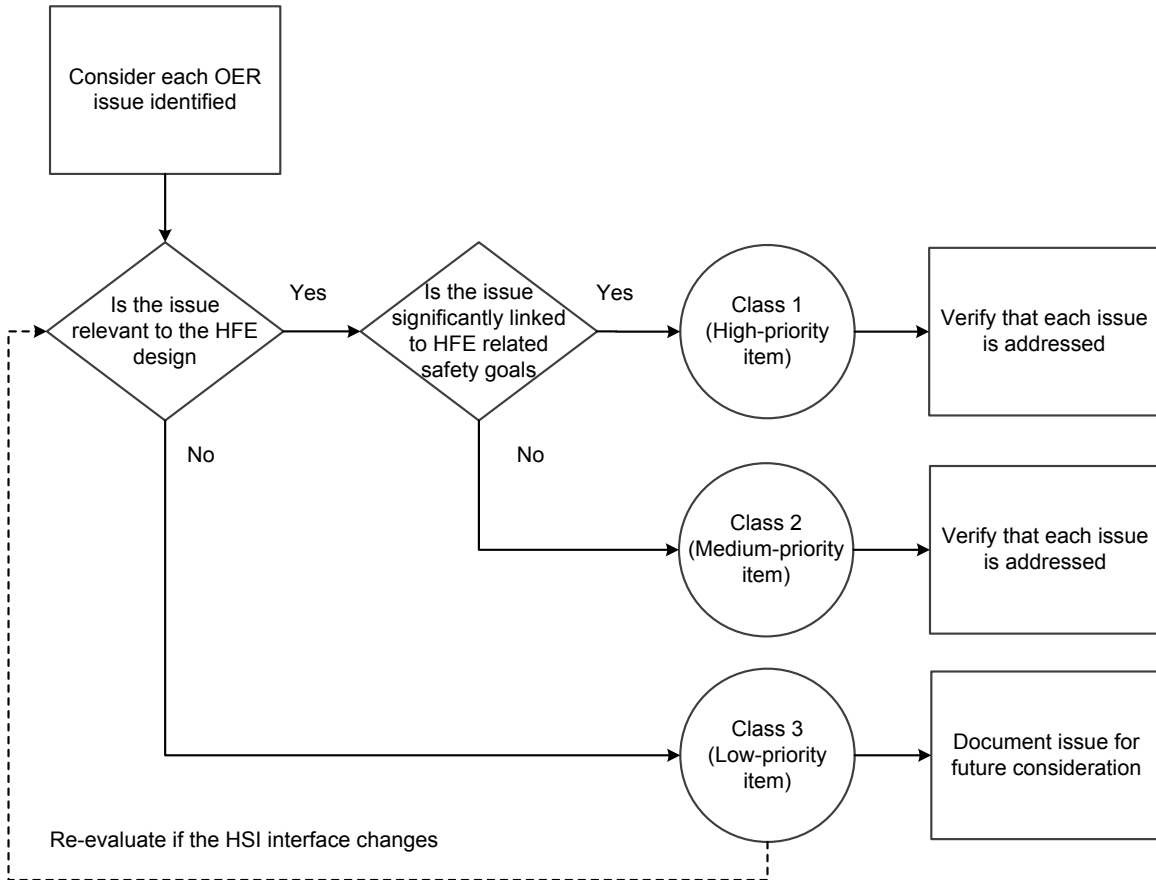 Consider each OER
issue identified
Is the issue
relevant to the HFE
design
Yes
No
Is the issue
significantly linked
to HFE related
safety goals
Yes
No
Class 1
(High-priority
item)
Verify that each issue
is addressed
Class 2
(Medium-priority
item)
Verify that each issue
is addressed
Class 3
(Low-priority
item)
Document issue for
future consideration
Re-evaluate if the HSI interface changes